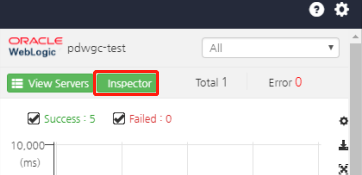 ORACLE
WebLogic pdwgc-test All
View Servers Inspector Total 1 Error 0
Success : 5 Failed : 0
10,000
(ms)